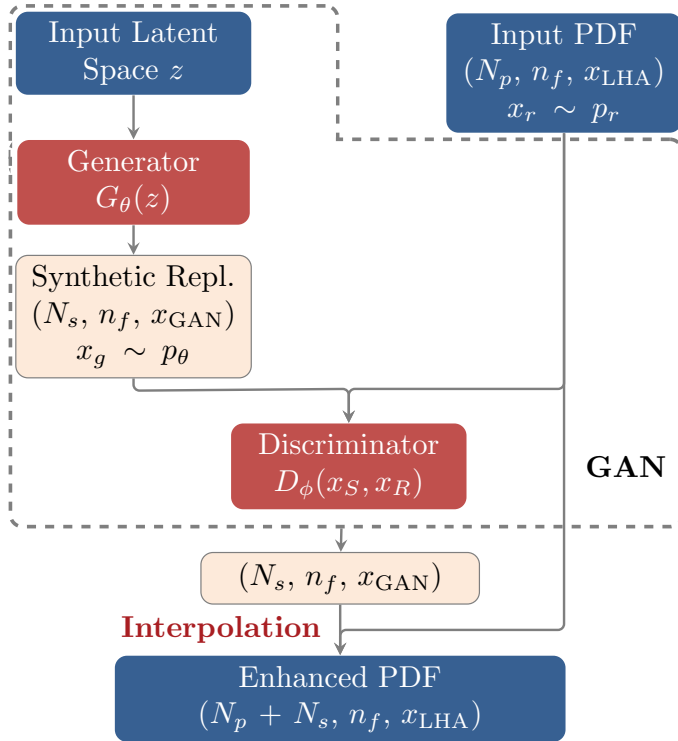 Input Latent
Space z
Input PDF
(N_p, n_f, x_LHA)
x_r ∼ p_r
Generator
G_θ(z)
Synthetic Repl.
(N_s, n_f, x_GAN)
x_g ∼ p_θ
Discriminator
D_ϕ(x_S, x_R)
GAN
(N_s, n_f, x_GAN)
Interpolation
Enhanced PDF
(N_p + N_s, n_f, x_LHA)